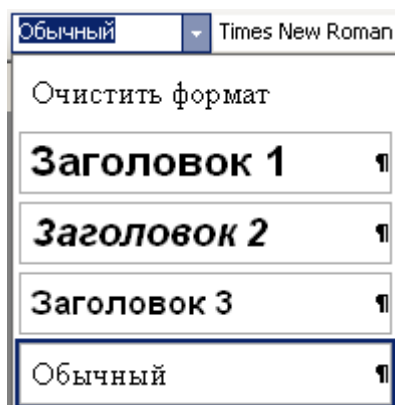 Обычный Times New Roman
Очистить формат
Заголовок 1 ¶
Заголовок 2 ¶
Заголовок 3 ¶
Обычный ¶